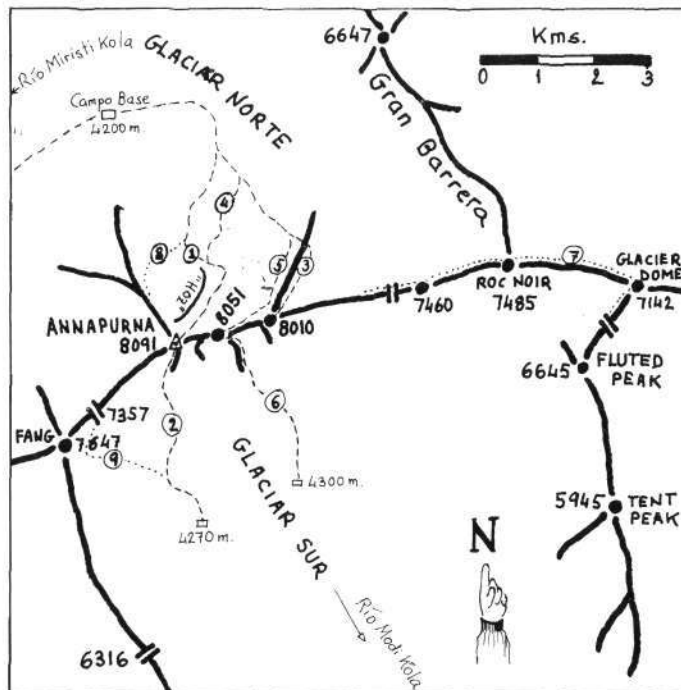 6647
Kms.
0 1 2 3
Río Miristi Kola
GLACIAR NORTE
Campo Base
4200 m.
Gran Barrera
4
8
1
5
3
7
ROC NOIR
7485
GLACIER DOME
7142
7460
8051
8010
ANNAPURNA
8091
6645
FLUTED PEAK
7357
FANG
7647
2
6
9
GLACIAR SUR
4300 m.
4270 m.
5945
TENT PEAK
N
Río Modi Kola
6316